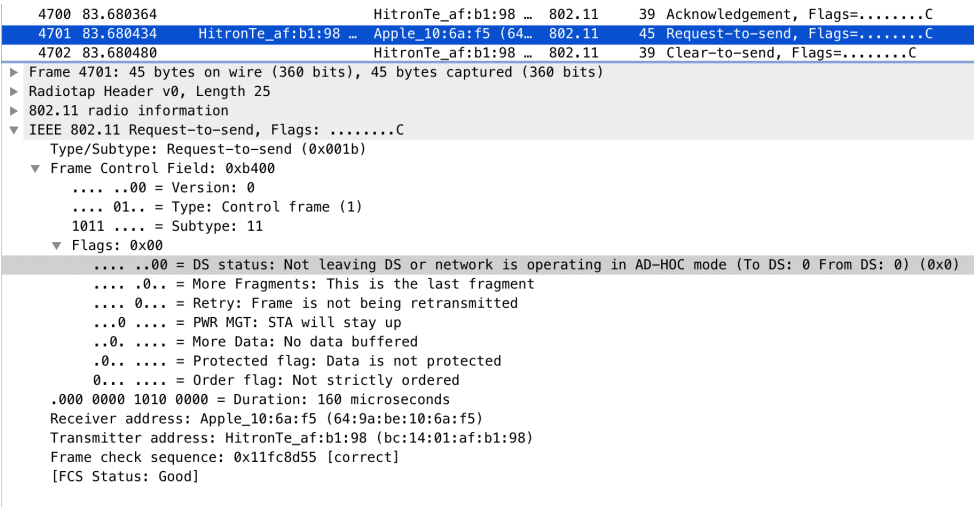 4700 83.680364 HitronTe_af:b1:98 … 802.11 39 Acknowledgement, Flags=........C
4701 83.680434 HitronTe_af:b1:98 … Apple_10:6a:f5 (64… 802.11 45 Request-to-send, Flags=........C
4702 83.680480 HitronTe_af:b1:98 … 802.11 39 Clear-to-send, Flags=........C
Frame 4701: 45 bytes on wire (360 bits), 45 bytes captured (360 bits)
Radiotap Header v0, Length 25
802.11 radio information
IEEE 802.11 Request-to-send, Flags: ........C
Type/Subtype: Request-to-send (0x001b)
Frame Control Field: 0xb400
.... ..00 = Version: 0
.... 01.. = Type: Control frame (1)
1011 .... = Subtype: 11
Flags: 0x00
.... ..00 = DS status: Not leaving DS or network is operating in AD-HOC mode (To DS: 0 From DS: 0) (0x0)
.... .0.. = More Fragments: This is the last fragment
.... 0... = Retry: Frame is not being retransmitted
...0 .... = PWR MGT: STA will stay up
..0. .... = More Data: No data buffered
.0.. .... = Protected flag: Data is not protected
0... .... = Order flag: Not strictly ordered
.000 0000 1010 0000 = Duration: 160 microseconds
Receiver address: Apple_10:6a:f5 (64:9a:be:10:6a:f5)
Transmitter address: HitronTe_af:b1:98 (bc:14:01:af:b1:98)
Frame check sequence: 0x11fc8d55 [correct]
[FCS Status: Good]